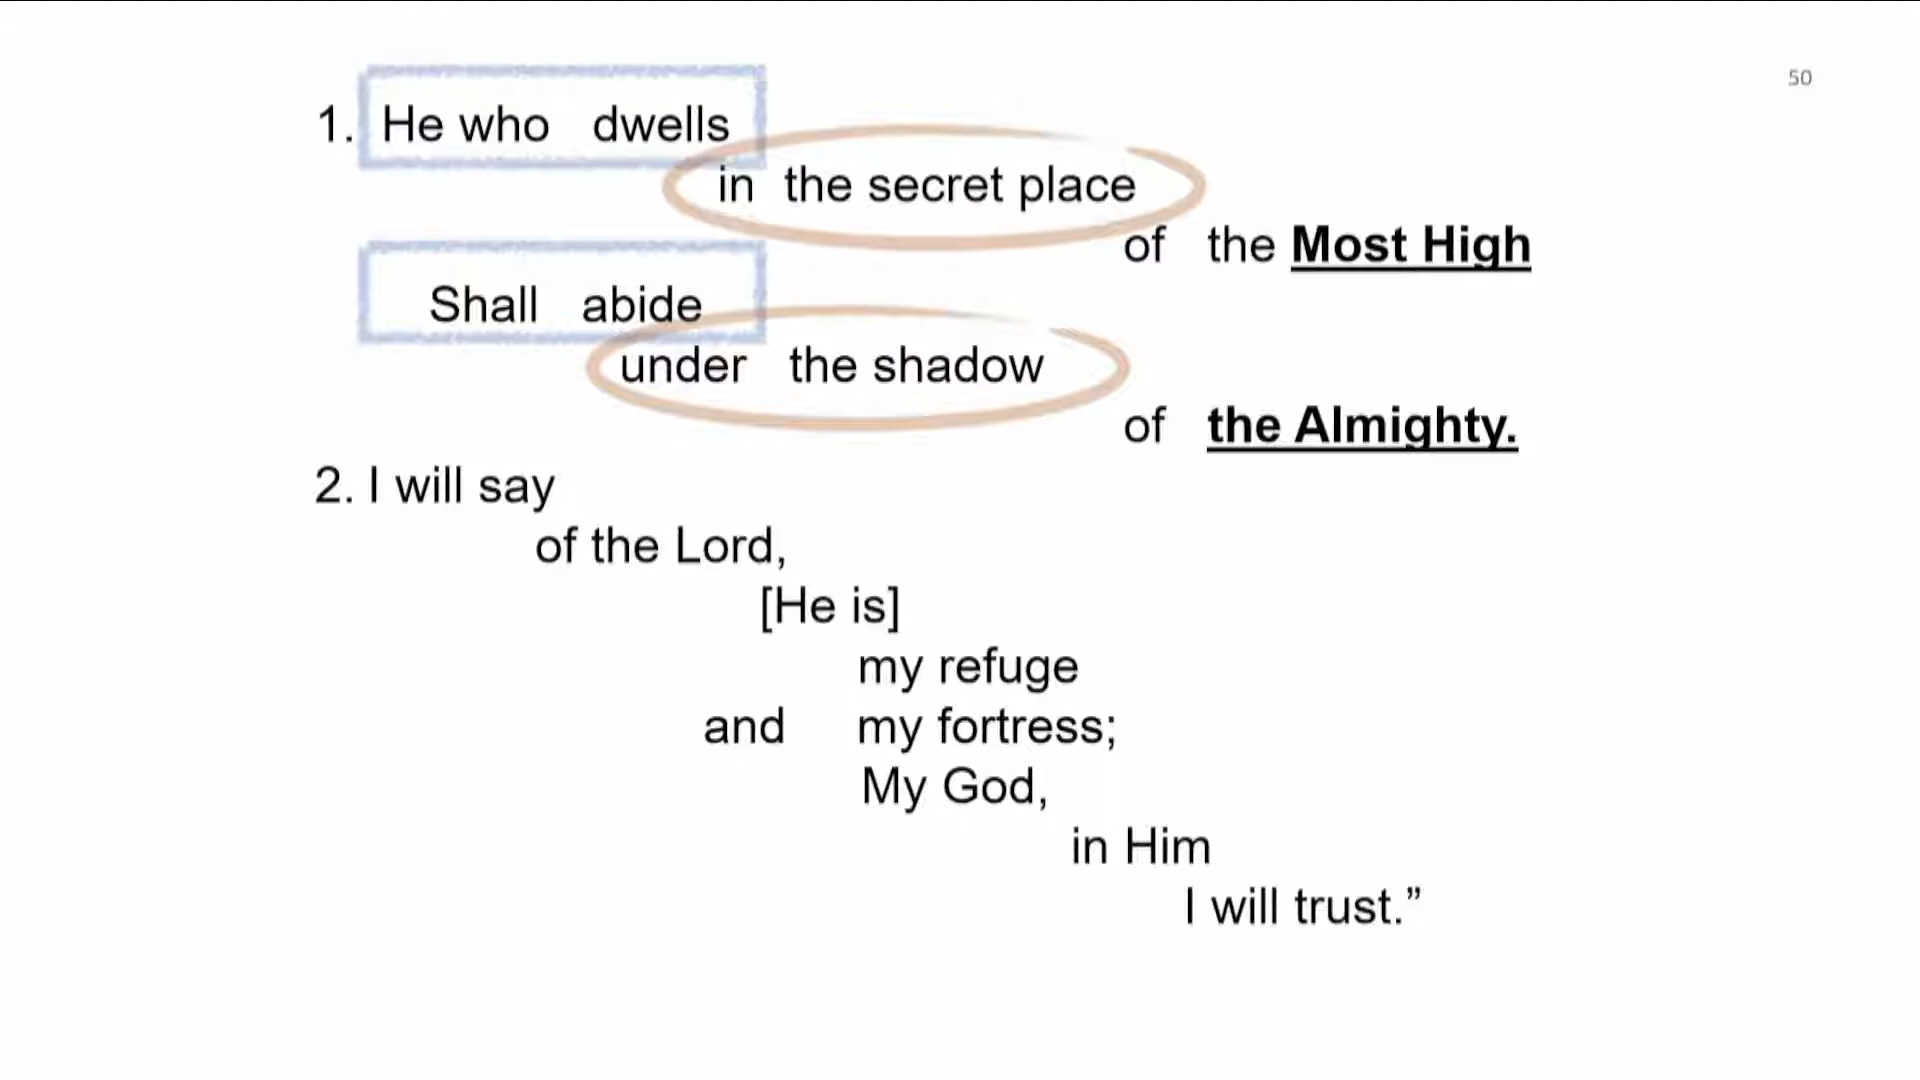 50
1. He who dwells
in the secret place
of the Most High
Shall abide
under the shadow
of the Almighty.
2. I will say
of the Lord,
[He is]
my refuge
and my fortress;
My God,
in Him
I will trust.”